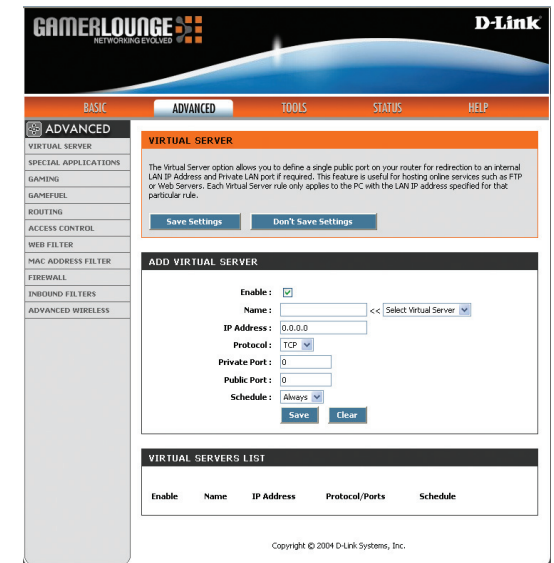 GAMERLOUNGE
NETWORKING EVOLVED
D-Link
BASIC
ADVANCED
TOOLS
STATUS
HELP
ADVANCED
VIRTUAL SERVER
SPECIAL APPLICATIONS
GAMING
GAMEFUEL
ROUTING
ACCESS CONTROL
WEB FILTER
MAC ADDRESS FILTER
FIREWALL
INBOUND FILTERS
ADVANCED WIRELESS
VIRTUAL SERVER
The Virtual Server option allows you to define a single public port on your router for redirection to an internal
LAN IP Address and Private LAN port if required. This feature is useful for hosting online services such as FTP
or Web Servers. Each Virtual Server rule only applies to the PC with the LAN IP address specified for that
particular rule.
Save Settings
Don't Save Settings
ADD VIRTUAL SERVER
Enable :
Name : << Select Virtual Server
IP Address : 0.0.0.0
Protocol : TCP
Private Port : 0
Public Port : 0
Schedule : Always
Save Clear
VIRTUAL SERVERS LIST
Enable Name IP Address Protocol/Ports Schedule
Copyright © 2004 D-Link Systems, Inc.